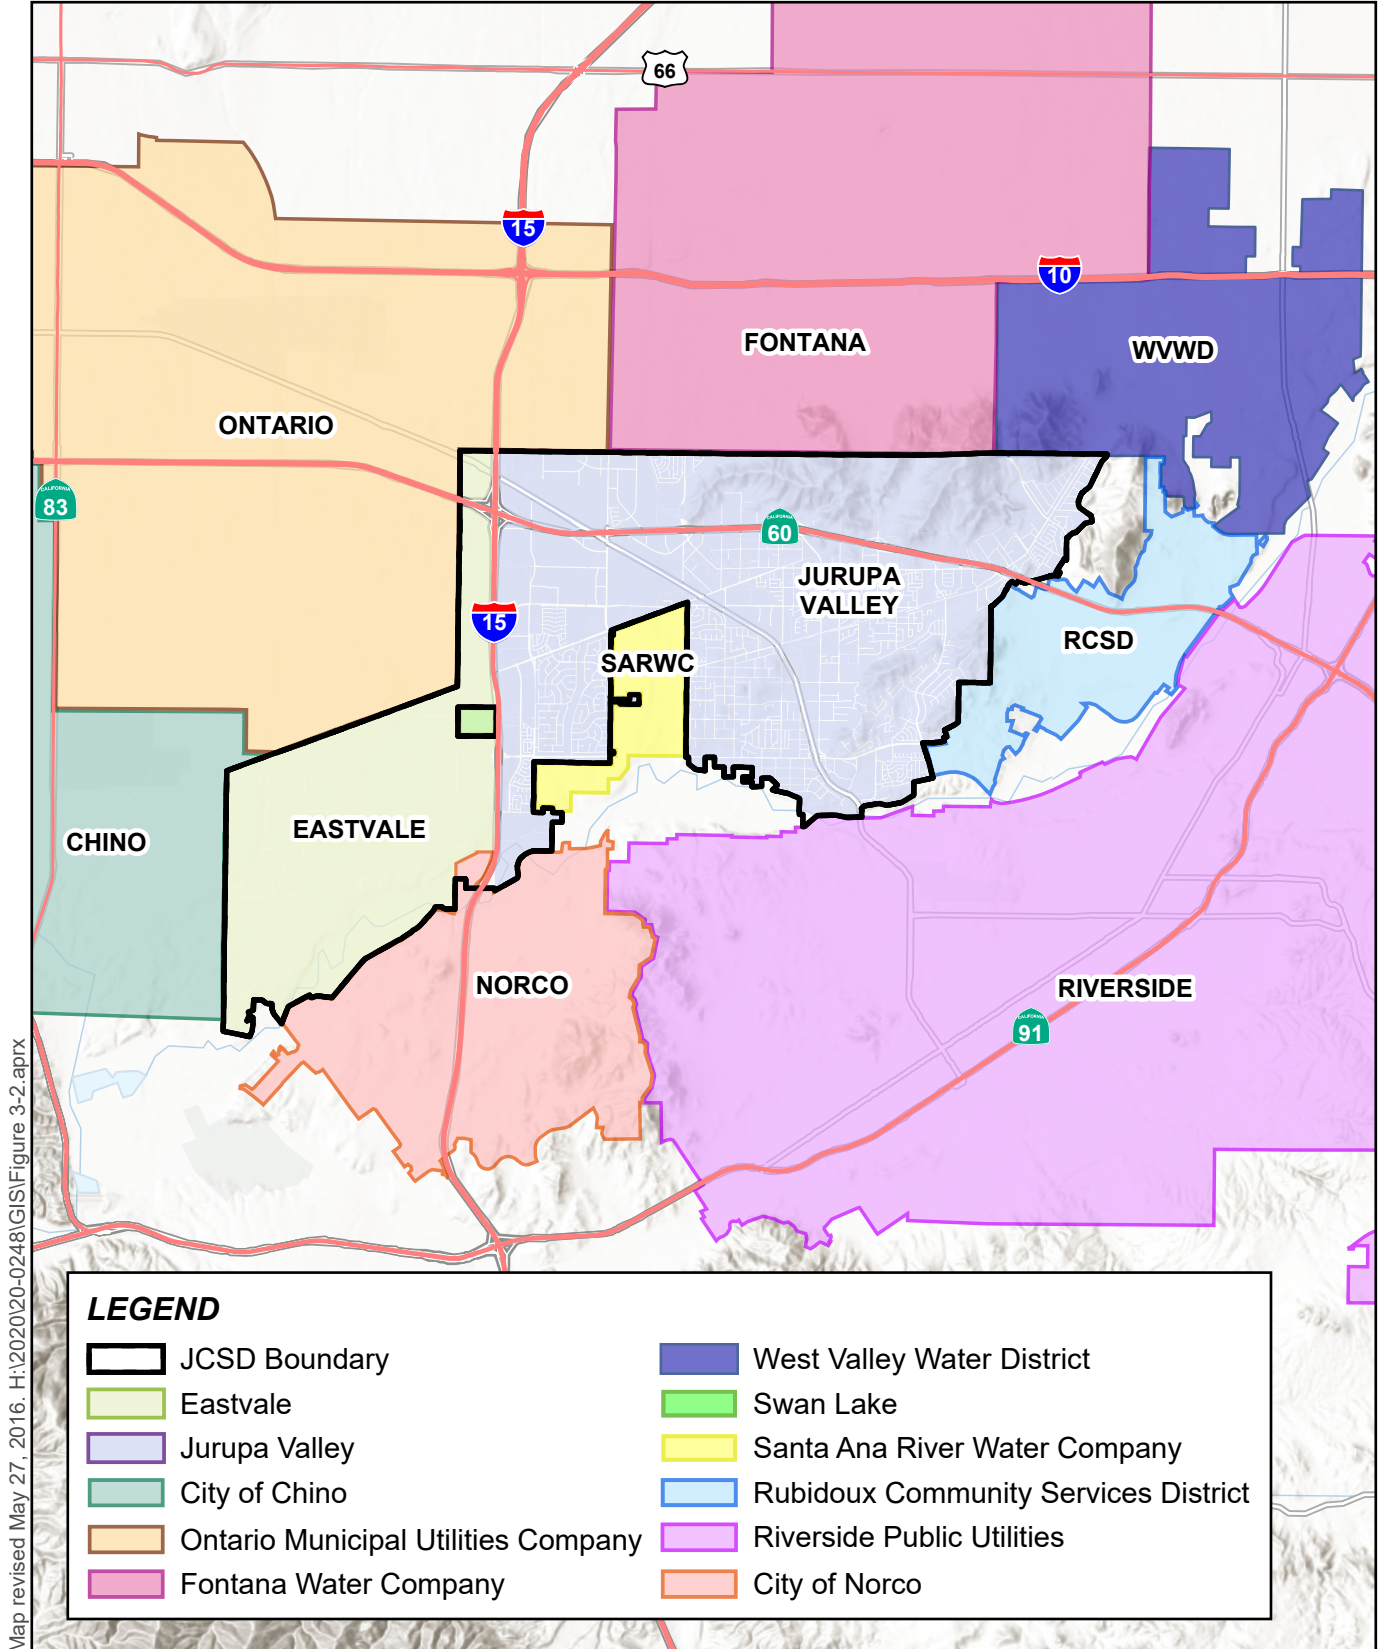 66
15
10
FONTANA
WVWD
ONTARIO
CALIFORNIA
83
CALIFORNIA
60
JURUPA
VALLEY
15
RCSD
SARWC
EASTVALE
CHINO
NORCO
RIVERSIDE
CALIFORNIA
91
Map revised May 27, 2016. H:\2020\20-0248\GIS\Figure 3-2.aprx
LEGEND
JCSD Boundary
Eastvale
Jurupa Valley
City of Chino
Ontario Municipal Utilities Company
Fontana Water Company
West Valley Water District
Swan Lake
Santa Ana River Water Company
Rubidoux Community Services District
Riverside Public Utilities
City of Norco